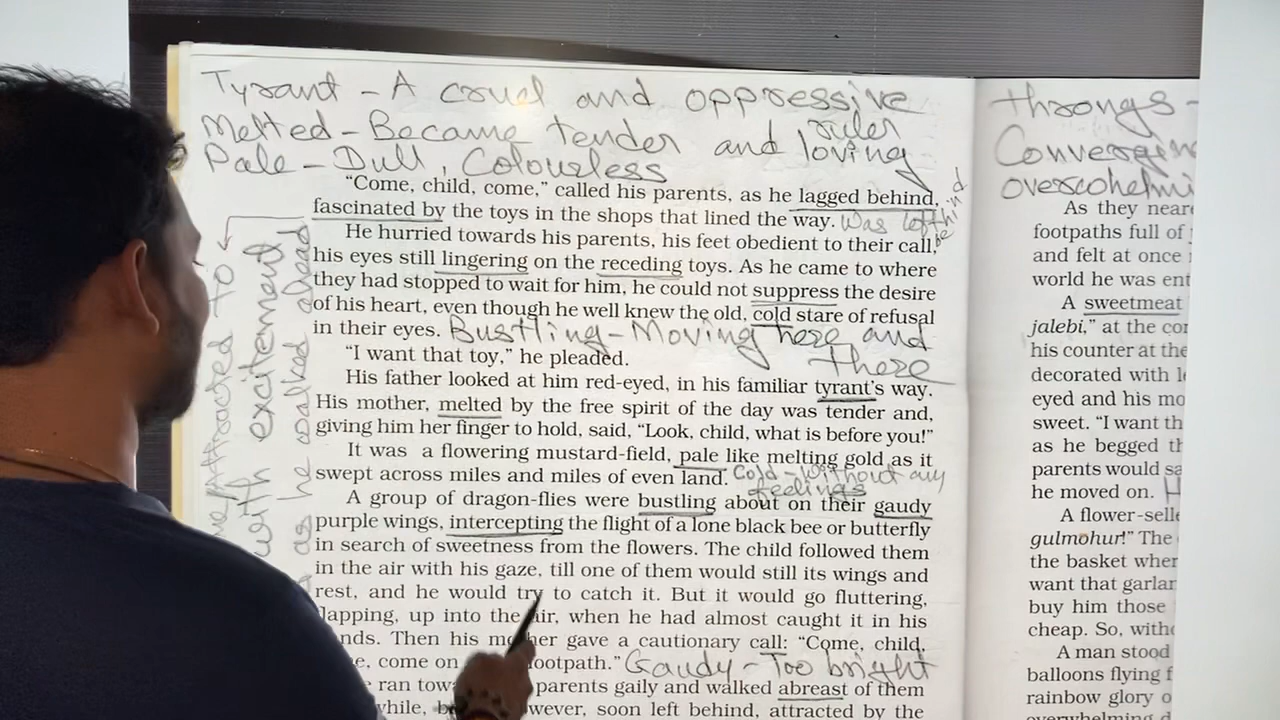 Tyrant - A cruel and oppressive
ruler
Melted - Became tender and loving
Pale - Dull, Colourless
"Come, child, come," called his parents, as he lagged behind,
fascinated by the toys in the shops that lined the way. Was left behind
He hurried towards his parents, his feet obedient to their call,
his eyes still lingering on the receding toys. As he came to where
they had stopped to wait for him, he could not suppress the desire
of his heart, even though he well knew the old, cold stare of refusal
in their eyes. Bustling - Moving here and
there
"I want that toy," he pleaded.
His father looked at him red-eyed, in his familiar tyrant's way.
His mother, melted by the free spirit of the day was tender and,
giving him her finger to hold, said, "Look, child, what is before you!"
It was a flowering mustard-field, pale like melting gold as it
swept across miles and miles of even land. Cold - Without any
feelings
A group of dragon-flies were bustling about on their gaudy
purple wings, intercepting the flight of a lone black bee or butterfly
in search of sweetness from the flowers. The child followed them
in the air with his gaze, till one of them would still its wings and
rest, and he would try to catch it. But it would go fluttering,
flapping, up into the air, when he had almost caught it in his
Then his mother gave a cautionary call: "Come, child,
come on footpath." Gaudy - Too bright
ran parents gaily and walked abreast of them
while, soon left behind, attracted by the
Attracted to
with excitement
as he walked ahead
throngs -
Converg
As they near
footpaths full of
and felt at once
world he was ent
A sweetmeat
jalebi," at the
his counter at the
decorated with
eyed and his
sweet. "I want
as he begged
parents would
he moved on.
A flower-selle
gulmohur!" The
the basket
want that garlan
buy him those
cheap. So,
A man stood
balloons flying
rainbow glory